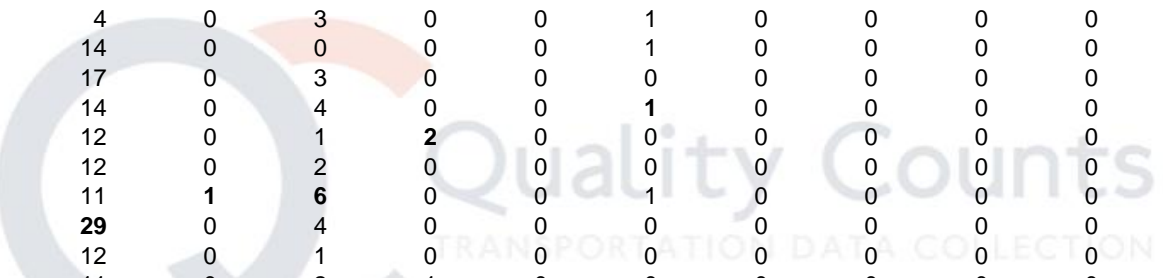 4 0 3 0 0 1 0 0 0 0
14 0 0 0 0 1 0 0 0 0
17 0 3 0 0 0 0 0 0 0
14 0 4 0 0 1 0 0 0 0
12 0 1 2 0 0 0 0 0 0
12 0 2 0 0 0 0 0 0 0
Quality Counts
11 1 6 0 0 1 0 0 0 0
29 0 4 0 0 0 0 0 0 0
TRANSPORTATION DATA COLLECTION
12 0 1 0 0 0 0 0 0 0